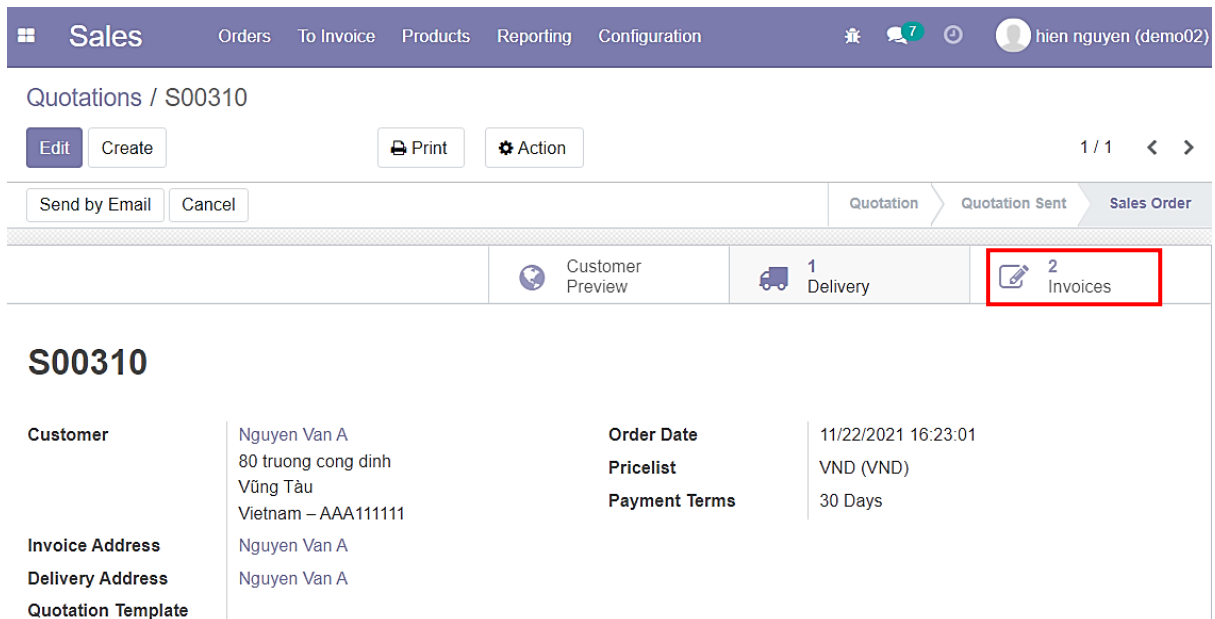 Sales Orders To Invoice Products Reporting Configuration 7 hien nguyen (demo02)
Quotations / S00310
Edit Create Print Action 1 / 1
Send by Email Cancel Quotation Quotation Sent Sales Order
Customer Preview 1 Delivery 2 Invoices
S00310
Customer Nguyen Van A Order Date 11/22/2021 16:23:01
80 truong cong dinh Pricelist VND (VND)
Vũng Tàu
Payment Terms 30 Days
Vietnam – AAA111111
Invoice Address Nguyen Van A
Delivery Address Nguyen Van A
Quotation Template